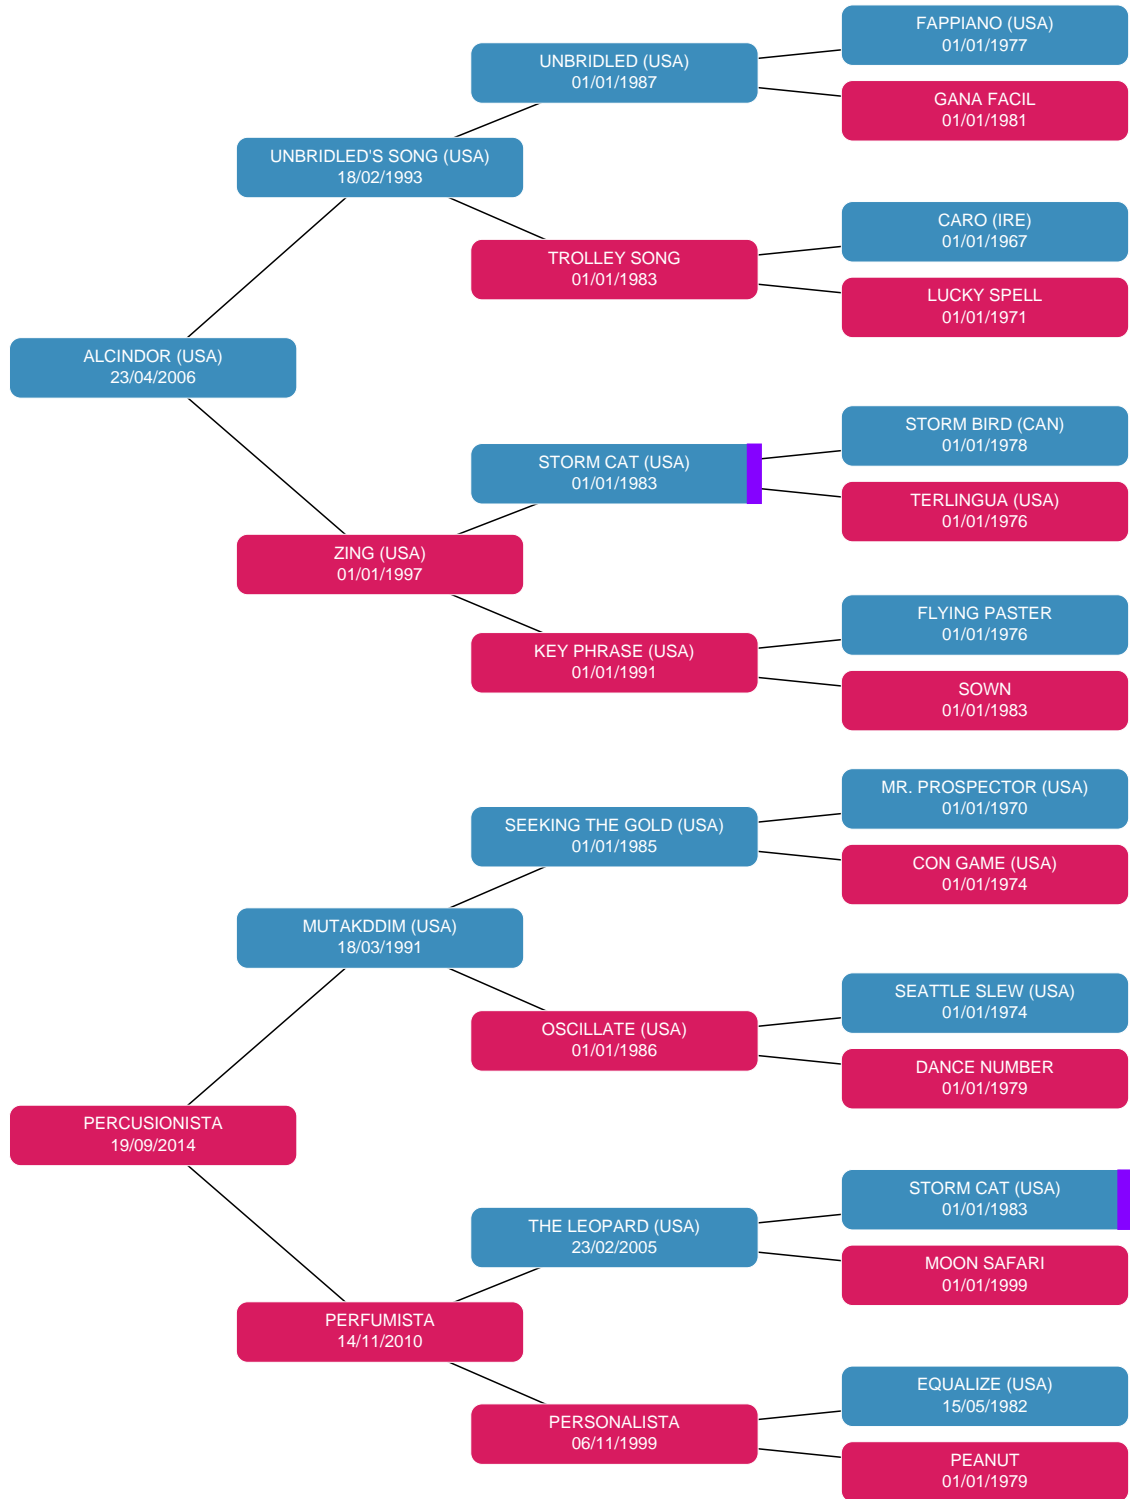 FAPPIANO (USA)
01/01/1977
UNBRIDLED (USA)
01/01/1987
GANA FACIL
01/01/1981
UNBRIDLED'S SONG (USA)
18/02/1993
CARO (IRE)
01/01/1967
TROLLEY SONG
01/01/1983
LUCKY SPELL
01/01/1971
ALCINDOR (USA)
23/04/2006
STORM BIRD (CAN)
01/01/1978
STORM CAT (USA)
01/01/1983
TERLINGUA (USA)
01/01/1976
ZING (USA)
01/01/1997
FLYING PASTER
01/01/1976
KEY PHRASE (USA)
01/01/1991
SOWN
01/01/1983
MR. PROSPECTOR (USA)
01/01/1970
SEEKING THE GOLD (USA)
01/01/1985
CON GAME (USA)
01/01/1974
MUTAKDDIM (USA)
18/03/1991
SEATTLE SLEW (USA)
01/01/1974
OSCILLATE (USA)
01/01/1986
DANCE NUMBER
01/01/1979
PERCUSIONISTA
19/09/2014
STORM CAT (USA)
01/01/1983
THE LEOPARD (USA)
23/02/2005
MOON SAFARI
01/01/1999
PERFUMISTA
14/11/2010
EQUALIZE (USA)
15/05/1982
PERSONALISTA
06/11/1999
PEANUT
01/01/1979